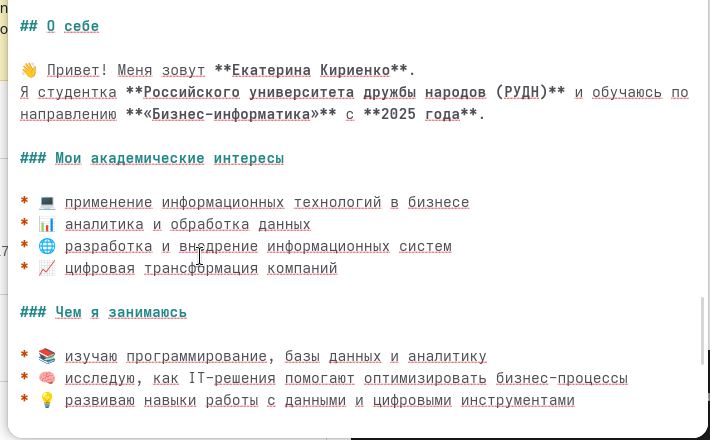 ## О себе
👋 Привет! Меня зовут **Екатерина Кириенко**.
Я студентка **Российского университета дружбы народов (РУДН)** и обучаюсь по
направлению **«Бизнес-информатика»** с **2025 года**.
### Мои академические интересы
* 💻 применение информационных технологий в бизнесе
* 📊 аналитика и обработка данных
* 🌐 разработка и внедрение информационных систем
* 📈 цифровая трансформация компаний
### Чем я занимаюсь
* 📚 изучаю программирование, базы данных и аналитику
* 🧠 исследую, как IT-решения помогают оптимизировать бизнес-процессы
* 💡 развиваю навыки работы с данными и цифровыми инструментами